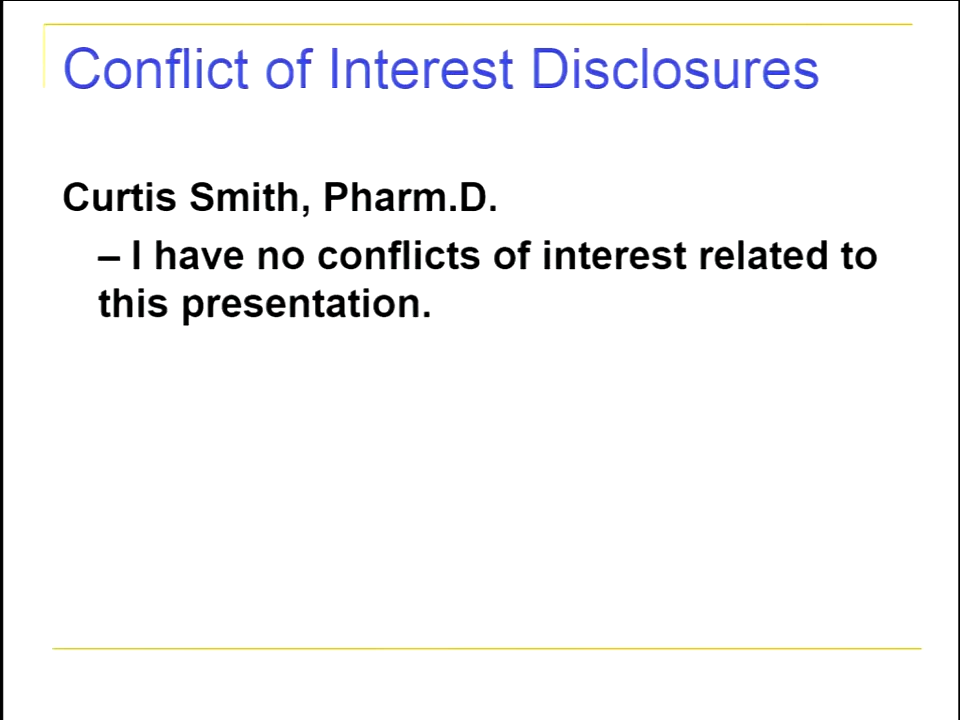 Conflict of Interest Disclosures
Curtis Smith, Pharm.D.
– I have no conflicts of interest related to
this presentation.